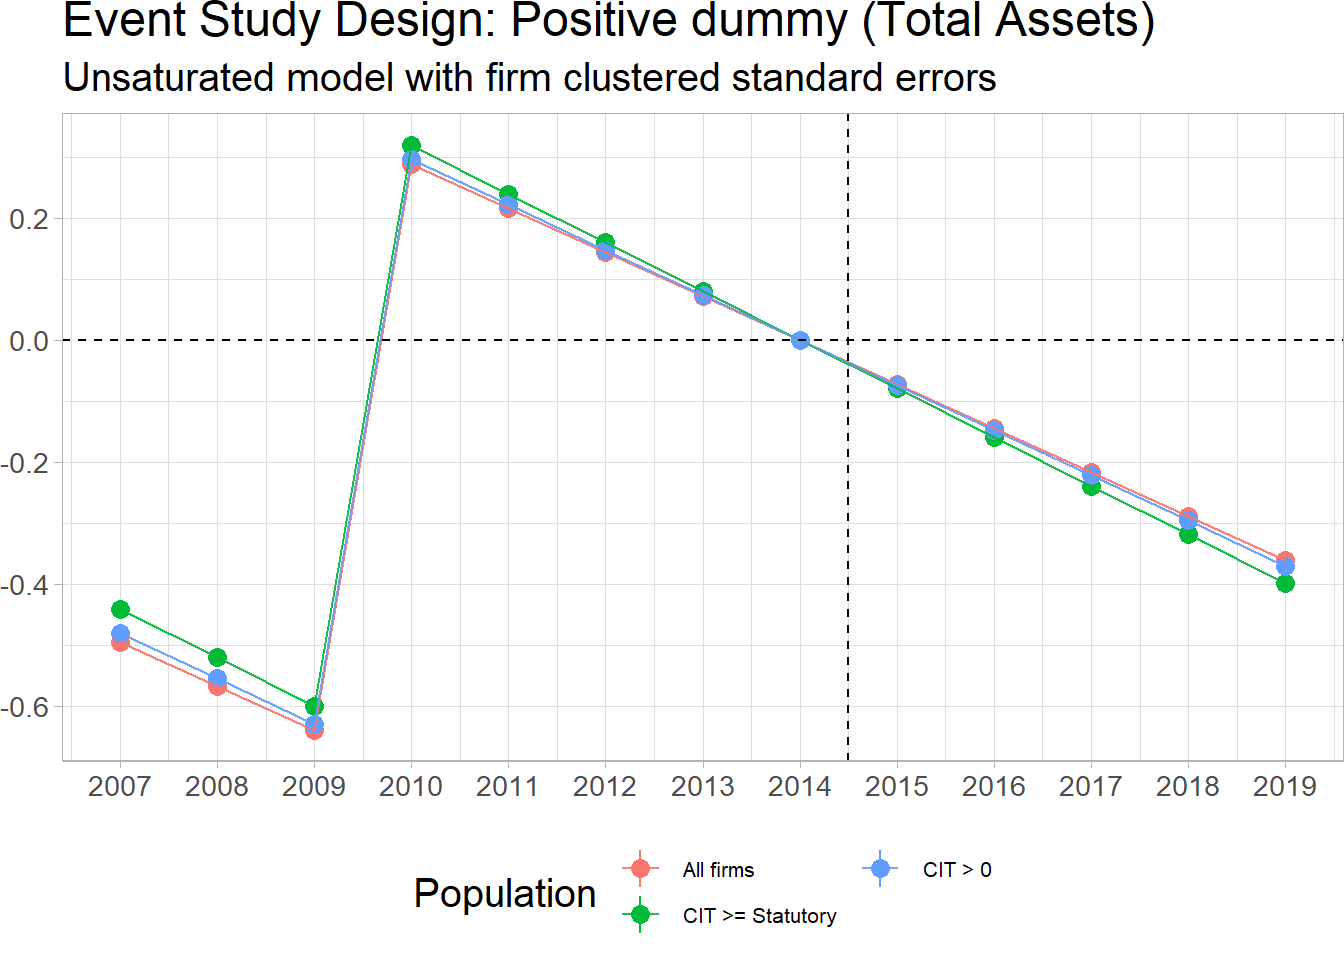 Event Study Design: Positive dummy (Total Assets)
Unsaturated model with firm clustered standard errors
0.2
0.0
-0.2
-0.4
-0.6
2007 2008 2009 2010 2011 2012 2013 2014 2015 2016 2017 2018 2019
Population
All firms
CIT >= Statutory
CIT > 0